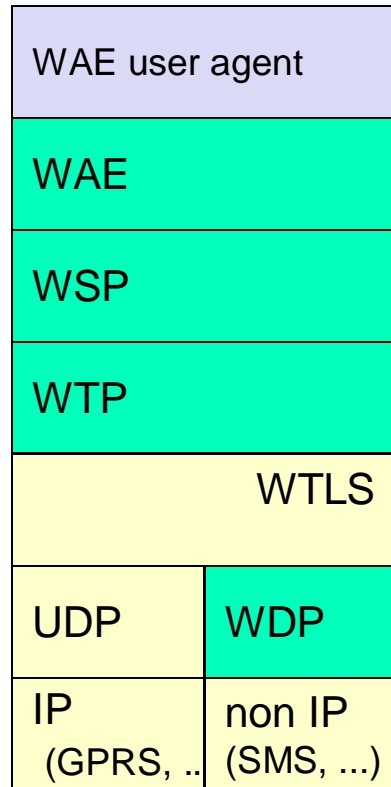 WAE user agent
WAE
WSP
WTP
WTLS
UDP
WDP
IP
(GPRS, ..
non IP
(SMS, ...)